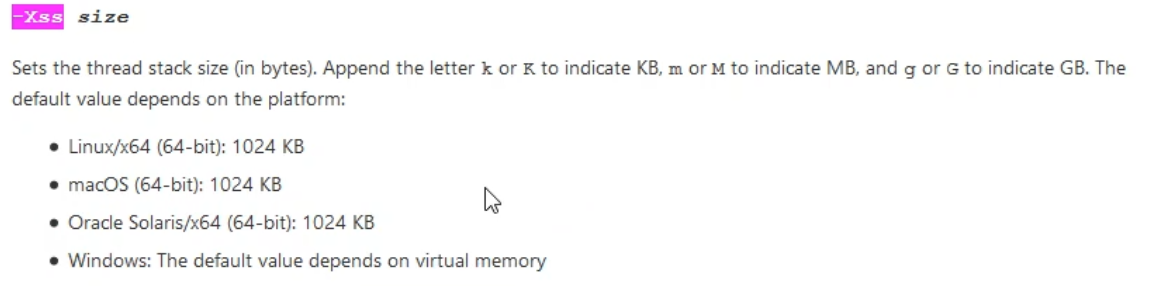 -Xss size
Sets the thread stack size (in bytes). Append the letter k or K to indicate KB, m or M to indicate MB, and g or G to indicate GB. The
default value depends on the platform:
• Linux/x64 (64-bit): 1024 KB
• macOS (64-bit): 1024 KB
• Oracle Solaris/x64 (64-bit): 1024 KB
• Windows: The default value depends on virtual memory